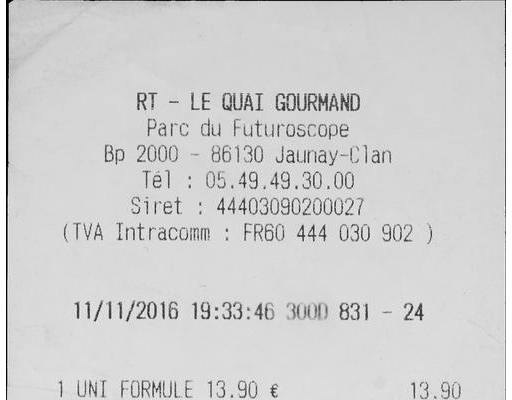 RT - LE QUAI GOURMAND
Parc du Futuroscope
Bp 2000 - 86130 Jaunay-Clan
Tél : 05.49.49.30.00
Siret : 44403090200027
(TVA Intracomm : FR60 444 030 902 )
11/11/2016 19:33:46 3000 831 - 24
1 UNI FORMULE 13.90 € 13.90